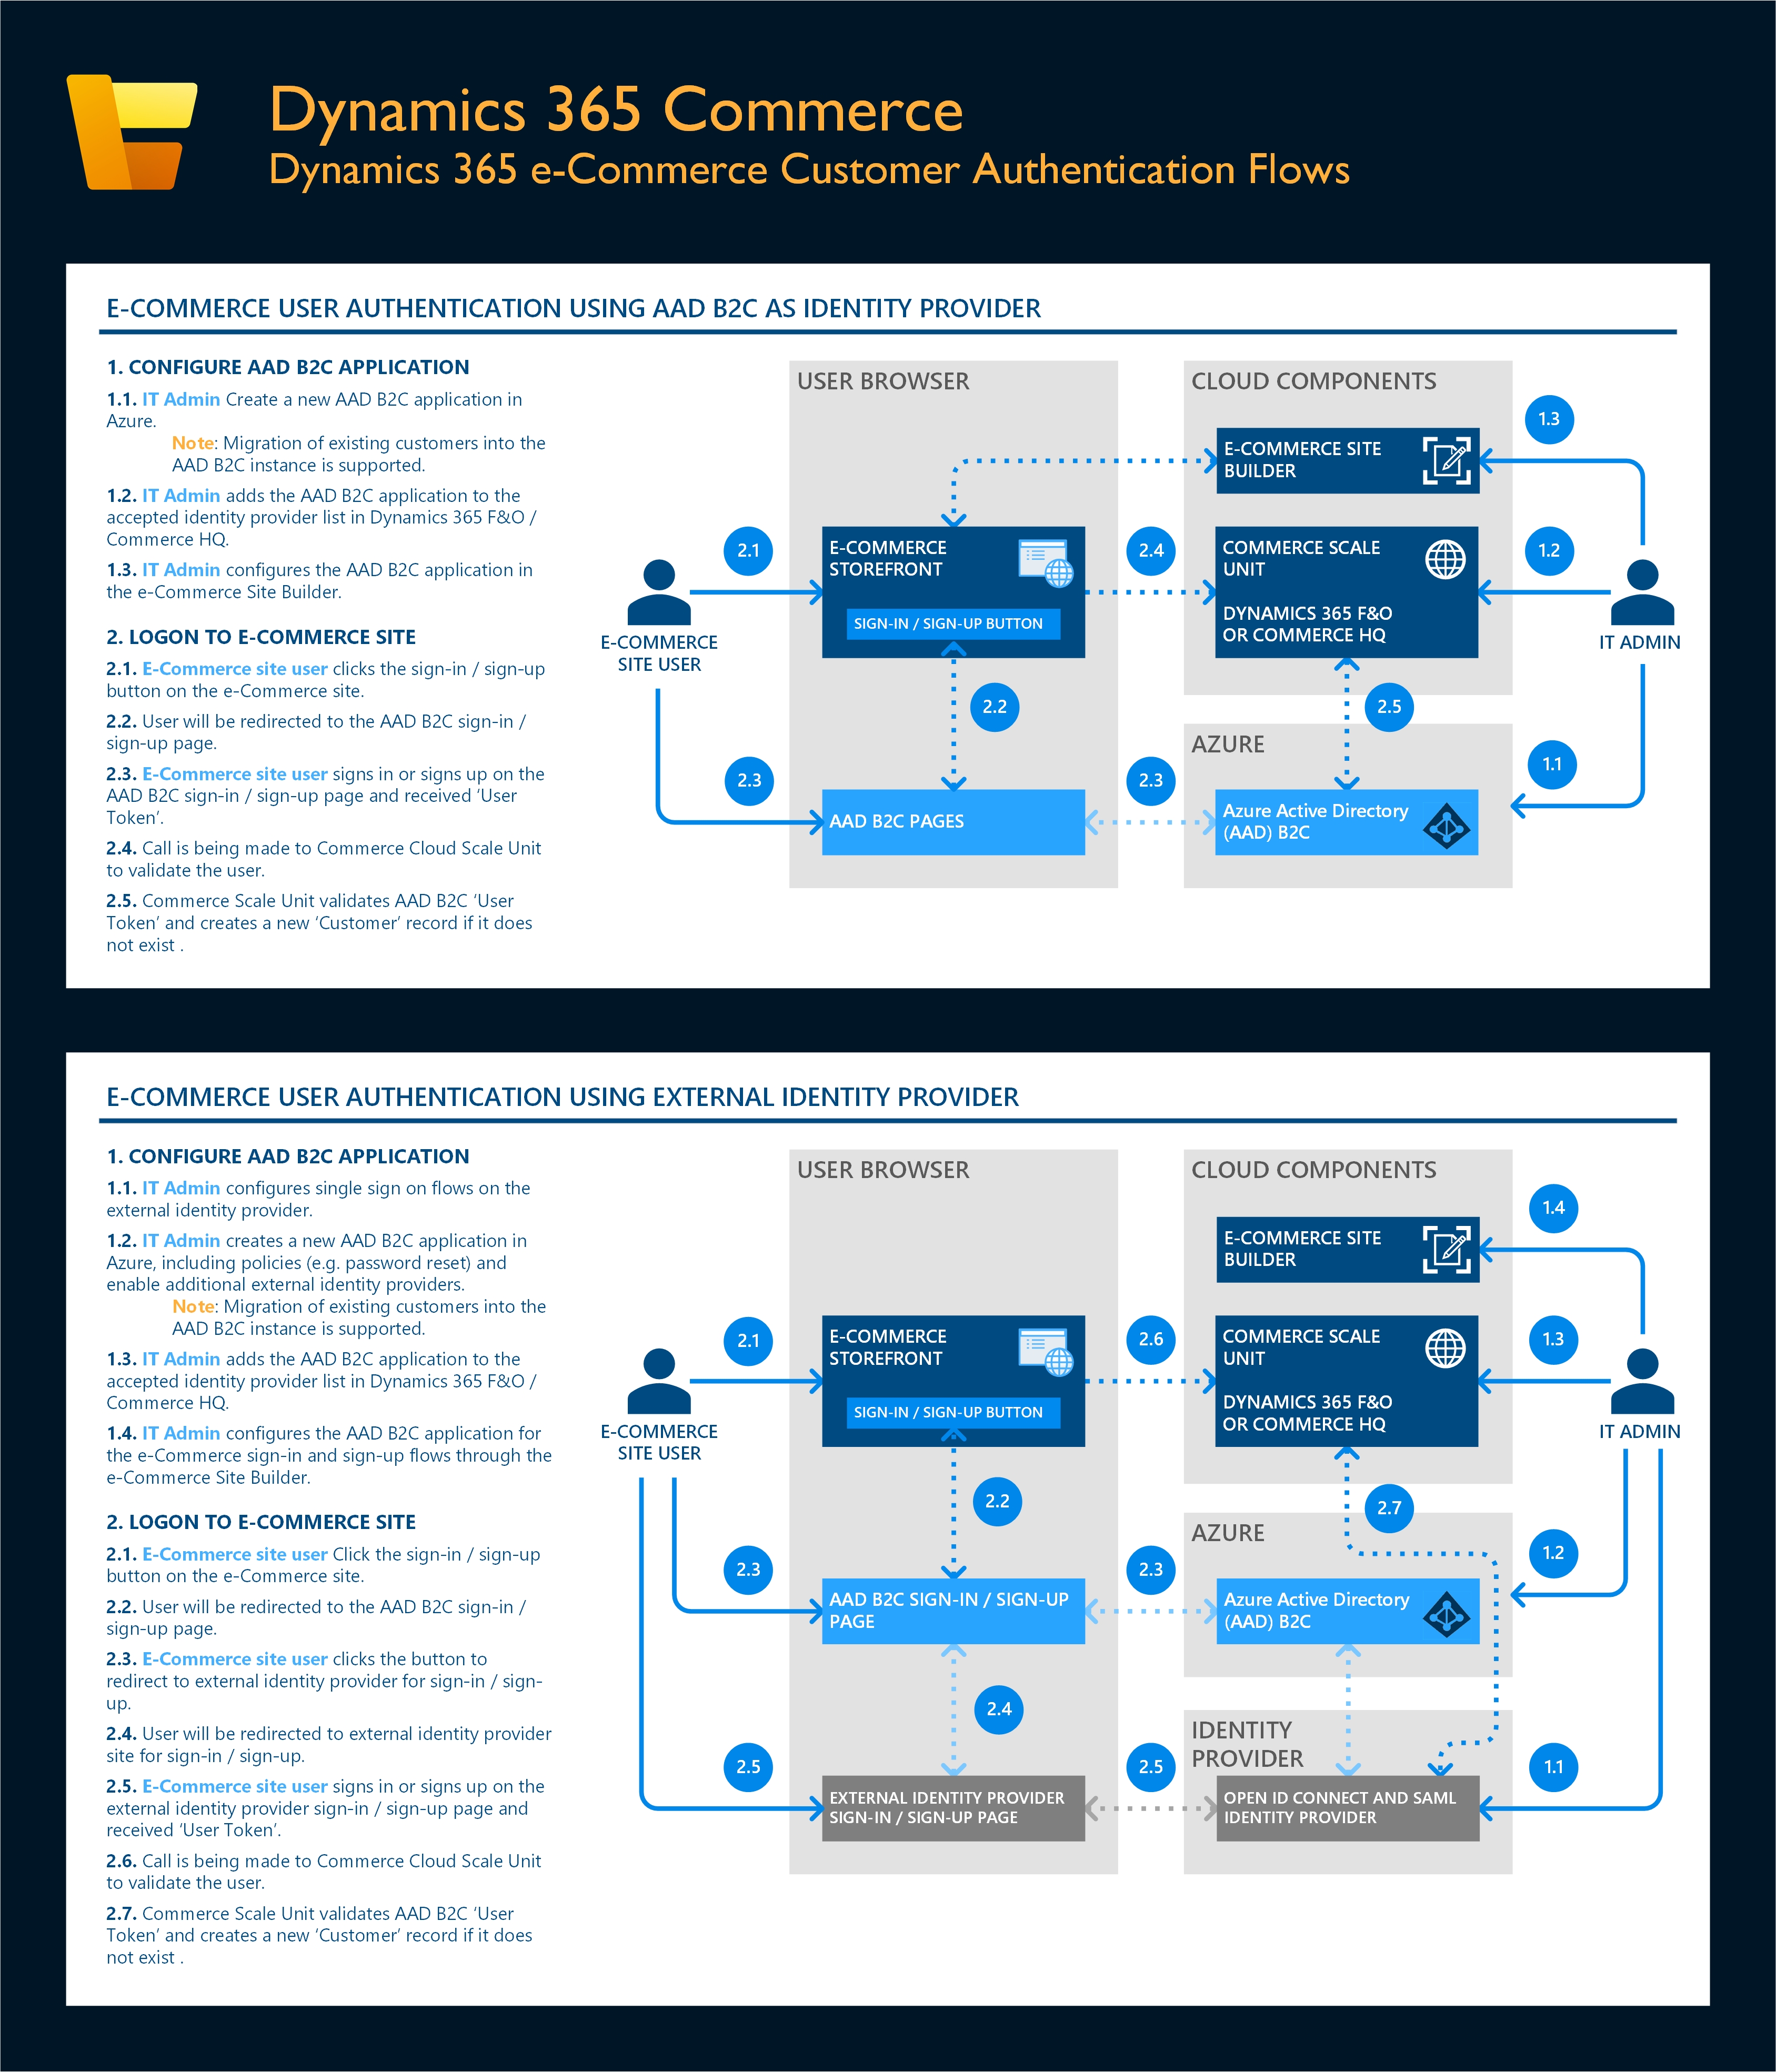 Dynamics 365 Commerce
Dynamics 365 e-Commerce Customer Authentication Flows
E-COMMERCE USER AUTHENTICATION USING AAD B2C AS IDENTITY PROVIDER
1. CONFIGURE AAD B2C APPLICATION
1.1. IT Admin Create a new AAD B2C application in
Azure.
Note: Migration of existing customers into the
AAD B2C instance is supported.
1.2. IT Admin adds the AAD B2C application to the
accepted identity provider list in Dynamics 365 F&O /
Commerce HQ.
1.3. IT Admin configures the AAD B2C application in
the e-Commerce Site Builder.
2. LOGON TO E-COMMERCE SITE
2.1. E-Commerce site user clicks the sign-in / sign-up
button on the e-Commerce site.
2.2. User will be redirected to the AAD B2C sign-in /
sign-up page.
2.3. E-Commerce site user signs in or signs up on the
AAD B2C sign-in / sign-up page and received ‘User
Token’.
2.4. Call is being made to Commerce Cloud Scale Unit
to validate the user.
2.5. Commerce Scale Unit validates AAD B2C ‘User
Token’ and creates a new ‘Customer’ record if it does
not exist .
USER BROWSER
CLOUD COMPONENTS
1.3
E-COMMERCE SITE
BUILDER
2.1
E-COMMERCE
STOREFRONT
SIGN-IN / SIGN-UP BUTTON
2.4
COMMERCE SCALE
UNIT
DYNAMICS 365 F&O
OR COMMERCE HQ
1.2
E-COMMERCE
SITE USER
IT ADMIN
2.2
2.5
AZURE
2.3
2.3
1.1
AAD B2C PAGES
Azure Active Directory
(AAD) B2C
E-COMMERCE USER AUTHENTICATION USING EXTERNAL IDENTITY PROVIDER
1. CONFIGURE AAD B2C APPLICATION
1.1. IT Admin configures single sign on flows on the
external identity provider.
1.2. IT Admin creates a new AAD B2C application in
Azure, including policies (e.g. password reset) and
enable additional external identity providers.
Note: Migration of existing customers into the
AAD B2C instance is supported.
1.3. IT Admin adds the AAD B2C application to the
accepted identity provider list in Dynamics 365 F&O /
Commerce HQ.
1.4. IT Admin configures the AAD B2C application for
the e-Commerce sign-in and sign-up flows through the
e-Commerce Site Builder.
2. LOGON TO E-COMMERCE SITE
2.1. E-Commerce site user Click the sign-in / sign-up
button on the e-Commerce site.
2.2. User will be redirected to the AAD B2C sign-in /
sign-up page.
2.3. E-Commerce site user clicks the button to
redirect to external identity provider for sign-in / sign-
up.
2.4. User will be redirected to external identity provider
site for sign-in / sign-up.
2.5. E-Commerce site user signs in or signs up on the
external identity provider sign-in / sign-up page and
received ‘User Token’.
2.6. Call is being made to Commerce Cloud Scale Unit
to validate the user.
2.7. Commerce Scale Unit validates AAD B2C ‘User
Token’ and creates a new ‘Customer’ record if it does
not exist .
USER BROWSER
CLOUD COMPONENTS
1.4
E-COMMERCE SITE
BUILDER
2.1
E-COMMERCE
STOREFRONT
SIGN-IN / SIGN-UP BUTTON
2.6
COMMERCE SCALE
UNIT
DYNAMICS 365 F&O
OR COMMERCE HQ
1.3
E-COMMERCE
SITE USER
IT ADMIN
2.2
2.7
AZURE
2.3
2.3
1.2
AAD B2C SIGN-IN / SIGN-UP
PAGE
Azure Active Directory
(AAD) B2C
2.4
IDENTITY
PROVIDER
2.5
2.5
1.1
EXTERNAL IDENTITY PROVIDER
SIGN-IN / SIGN-UP PAGE
OPEN ID CONNECT AND SAML
IDENTITY PROVIDER